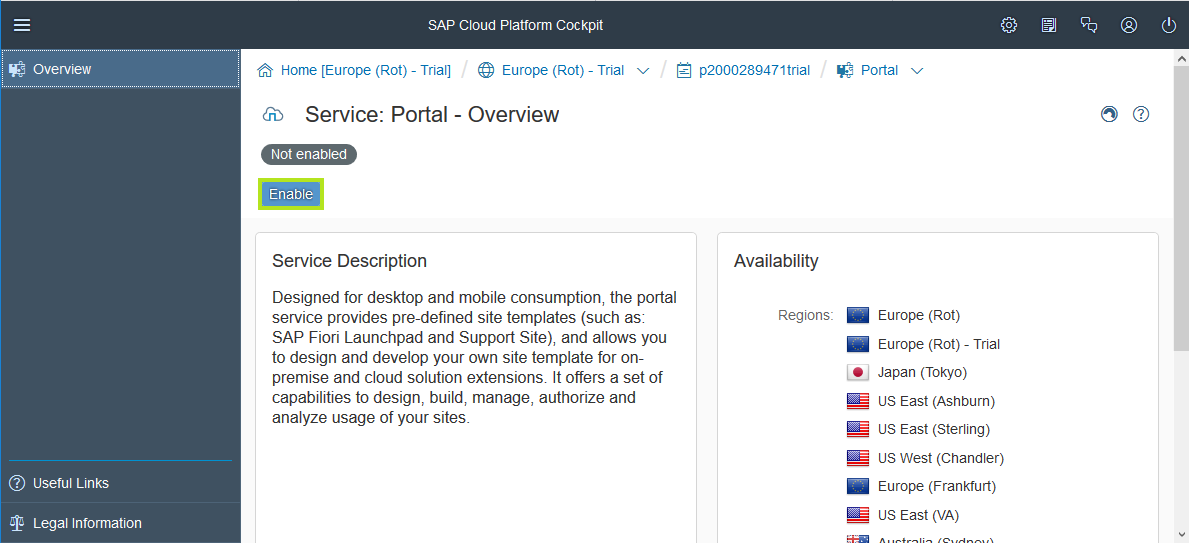 SAP Cloud Platform Cockpit
Overview
Home [Europe (Rot) - Trial] / Europe (Rot) - Trial / p2000289471trial / Portal
Service: Portal - Overview
Not enabled
Enable
Service Description
Designed for desktop and mobile consumption, the portal
service provides pre-defined site templates (such as:
SAP Fiori Launchpad and Support Site), and allows you
to design and develop your own site template for on-
premise and cloud solution extensions. It offers a set of
capabilities to design, build, manage, authorize and
analyze usage of your sites.
Availability
Regions: Europe (Rot)
Europe (Rot) - Trial
Japan (Tokyo)
US East (Ashburn)
US East (Sterling)
US West (Chandler)
Europe (Frankfurt)
US East (VA)
Australia (Sydney)
Useful Links
Legal Information